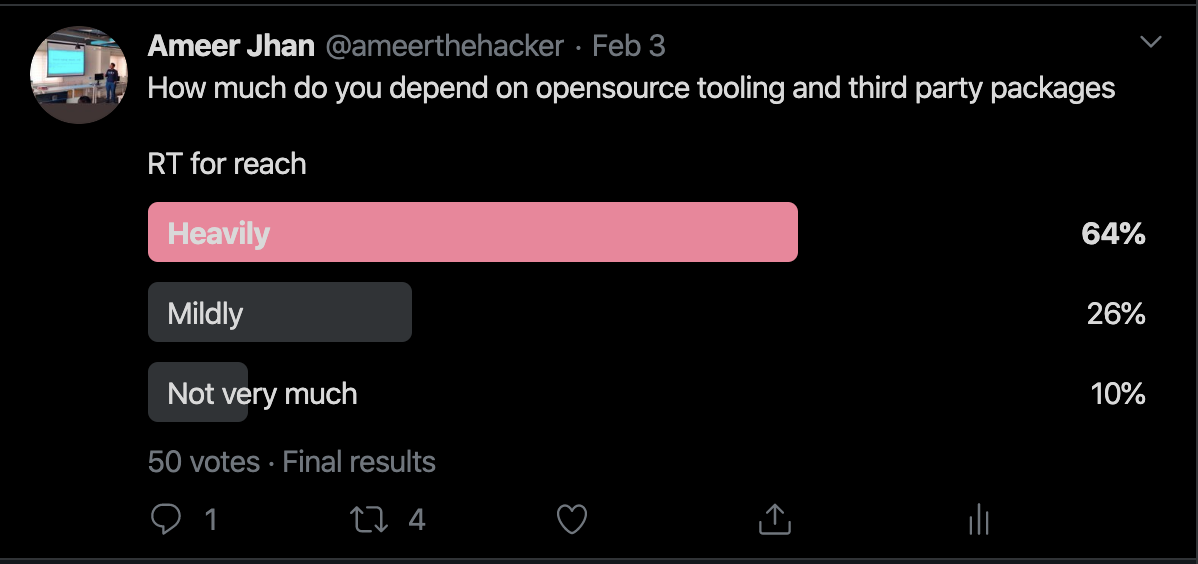 Ameer Jhan @ameerthehacker · Feb 3
How much do you depend on opensource tooling and third party packages
RT for reach
Heavily 64%
Mildly 26%
Not very much 10%
50 votes · Final results
1 4